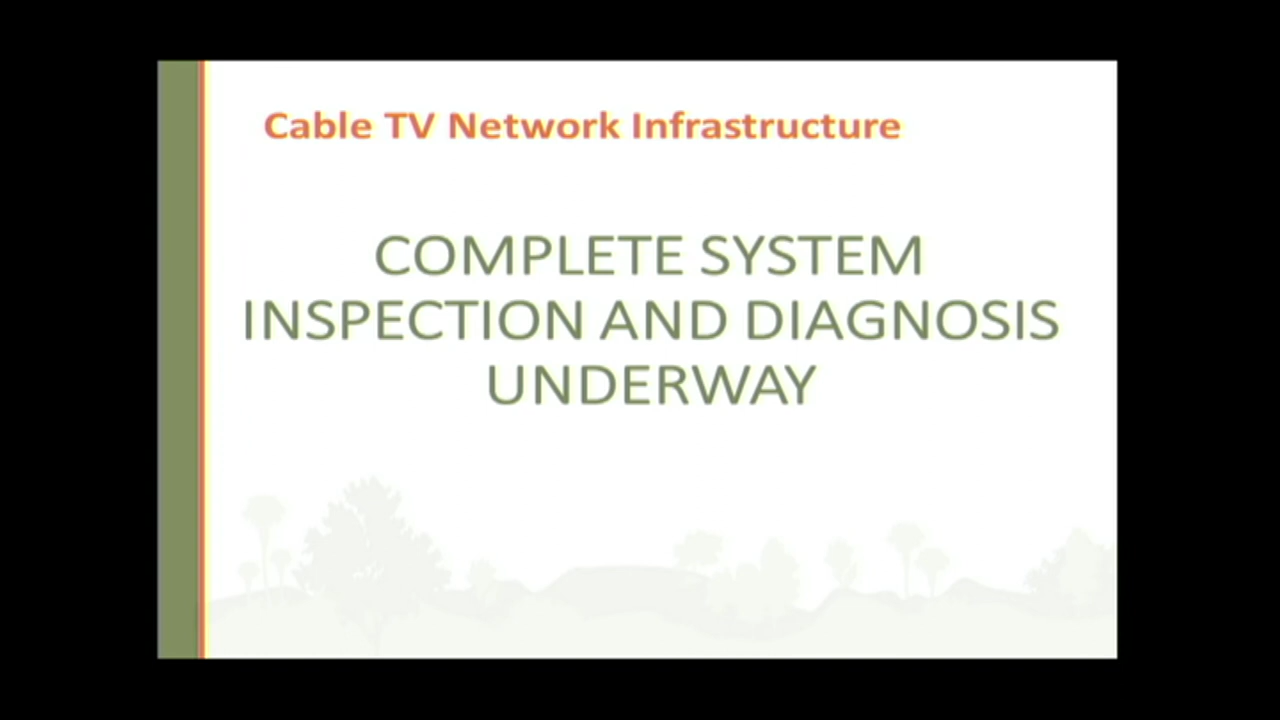 Cable TV Network Infrastructure
COMPLETE SYSTEM
INSPECTION AND DIAGNOSIS
UNDERWAY